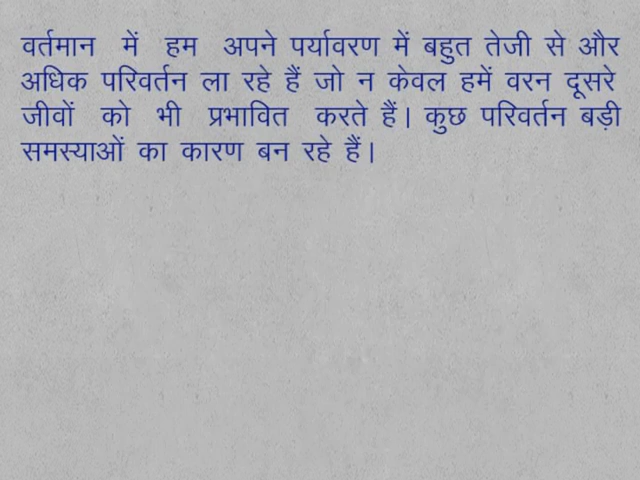 वर्तमान में हम अपने पर्यावरण में बहुत तेजी से और
अधिक परिवर्तन ला रहे हैं जो न केवल हमें वरन दूसरे
जीवों को भी प्रभावित करते हैं। कुछ परिवर्तन बड़ी
समस्याओं का कारण बन रहे हैं।